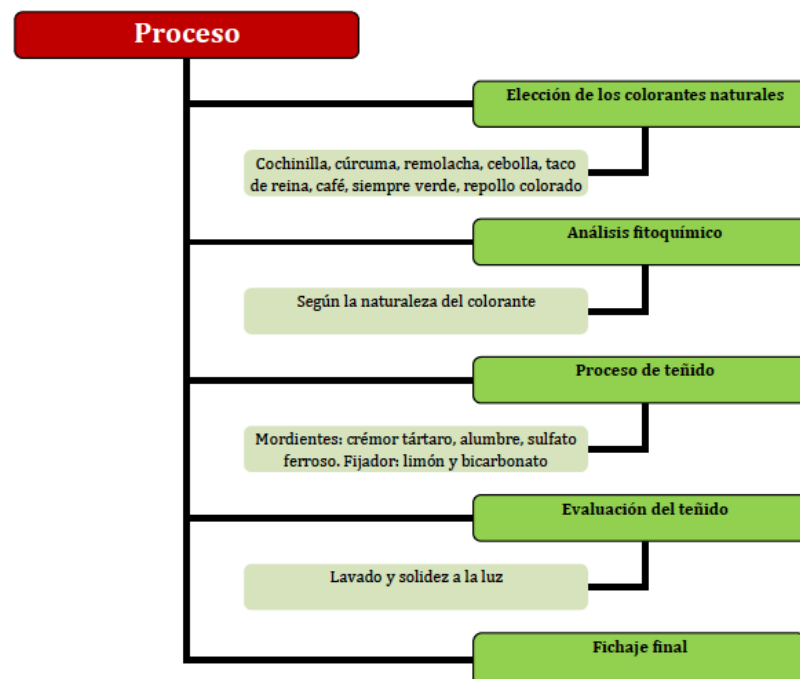 Proceso
Elección de los colorantes naturales
Cochinilla, cúrcuma, remolacha, cebolla, taco
de reina, café, siempre verde, repollo colorado
Análisis fitoquímico
Según la naturaleza del colorante
Proceso de teñido
Mordientes: crémor tártaro, alumbre, sulfato
ferroso. Fijador: limón y bicarbonato
Evaluación del teñido
Lavado y solidez a la luz
Fichaje final